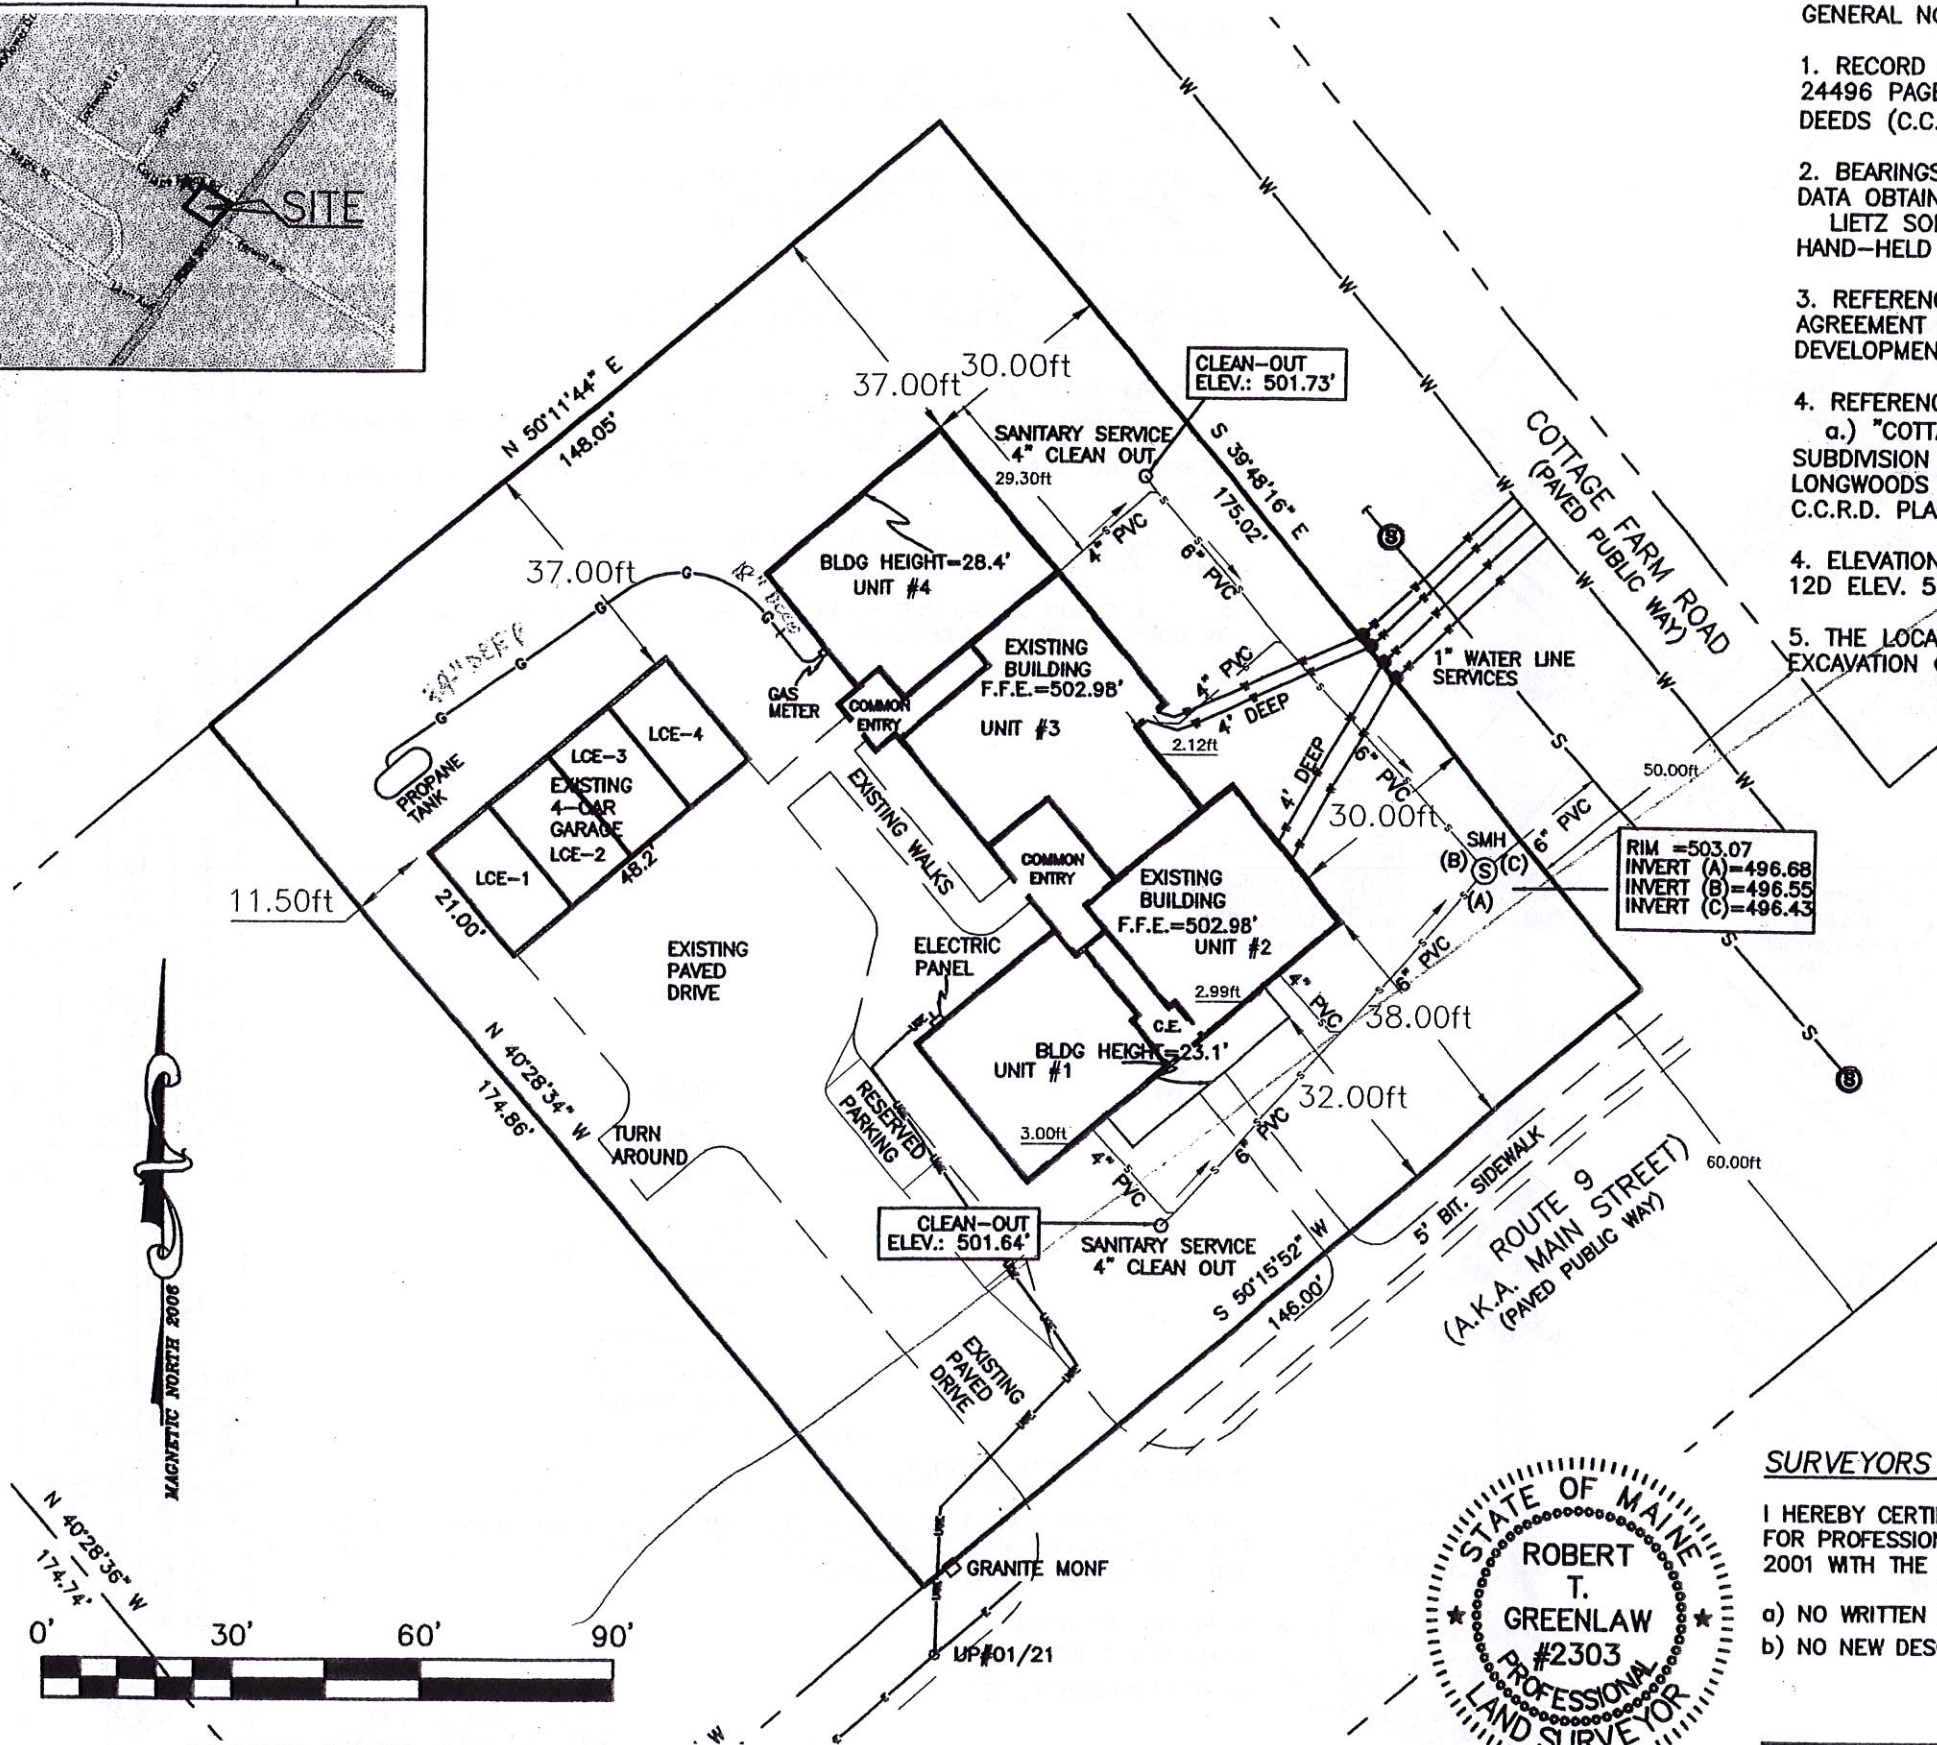 SITE
GENERAL
1. RECORD
24496 PAGE
DEEDS (C.C.
2. BEARINGS
DATA OBTAIN
LIETZ
HAND-HELD
3. REFERENC
AGREEMENT
DEVELOPMEN
4. REFERENC
a.) "COTT
SUBDIVISION
LONGWOODS
C.C.R.D. PLA
4. ELEVATION
12D ELEV. 5
5. THE LOCA
EXCAVATION
N 50°11'44" E
148.05'
37.00ft
30.00ft
CLEAN-OUT
ELEV.: 501.73'
SANITARY SERVICE
4" CLEAN OUT
29.30ft
S 39°48'16" E
175.02'
COTTAGE FARM ROAD
(PAVED PUBLIC WAY)
4" PVC
6" PVC
BLDG HEIGHT=28.4'
UNIT #4
37.00ft
24" DEEP
18" DEEP
GAS
METER
COMMON
ENTRY
EXISTING
BUILDING
F.F.E.=502.98'
UNIT #3
4" PVC
4' DEEP
2.12ft
4' DEEP
6" PVC
1" WATER LINE
SERVICES
50.00ft
PROPANE
TANK
LCE-4
LCE-3
EXISTING
4-CAR
GARAGE
LCE-2
LCE-1
48.2'
21.00'
11.50ft
EXISTING WALKS
30.00ft
SMH
(B)
(C)
S
(A)
6" PVC
RIM =503.07
INVERT (A)=496.68
INVERT (B)=496.55
INVERT (C)=496.43
COMMON
ENTRY
EXISTING
BUILDING
F.F.E.=502.98'
UNIT #2
EXISTING
PAVED
DRIVE
ELECTRIC
PANEL
2.99ft
4" PVC
6" PVC
38.00ft
C.E.
BLDG HEIGHT=23.1'
UNIT #1
32.00ft
3.00ft
RESERVED
PARKING
4" PVC
6" PVC
N 40°28'34" W
174.86'
TURN
AROUND
CLEAN-OUT
ELEV.: 501.64'
SANITARY SERVICE
4" CLEAN OUT
S 50°15'52" W
146.00'
5' BIT. SIDEWALK
ROUTE 9
(A.K.A. MAIN STREET)
(PAVED PUBLIC WAY)
60.00ft
EXISTING
PAVED
DRIVE
MAGNETIC NORTH 2006
GRANITE MONF
UP#01/21
N 40°28'36" W
174.74'
0' 30' 60' 90'
STATE OF MAINE
ROBERT
T.
GREENLAW
#2303
PROFESSIONAL
LAND SURVEYOR
SURVEYORS
I HEREBY CERTI
FOR PROFESSION
2001 WITH THE
a) NO WRITTEN
b) NO NEW DES